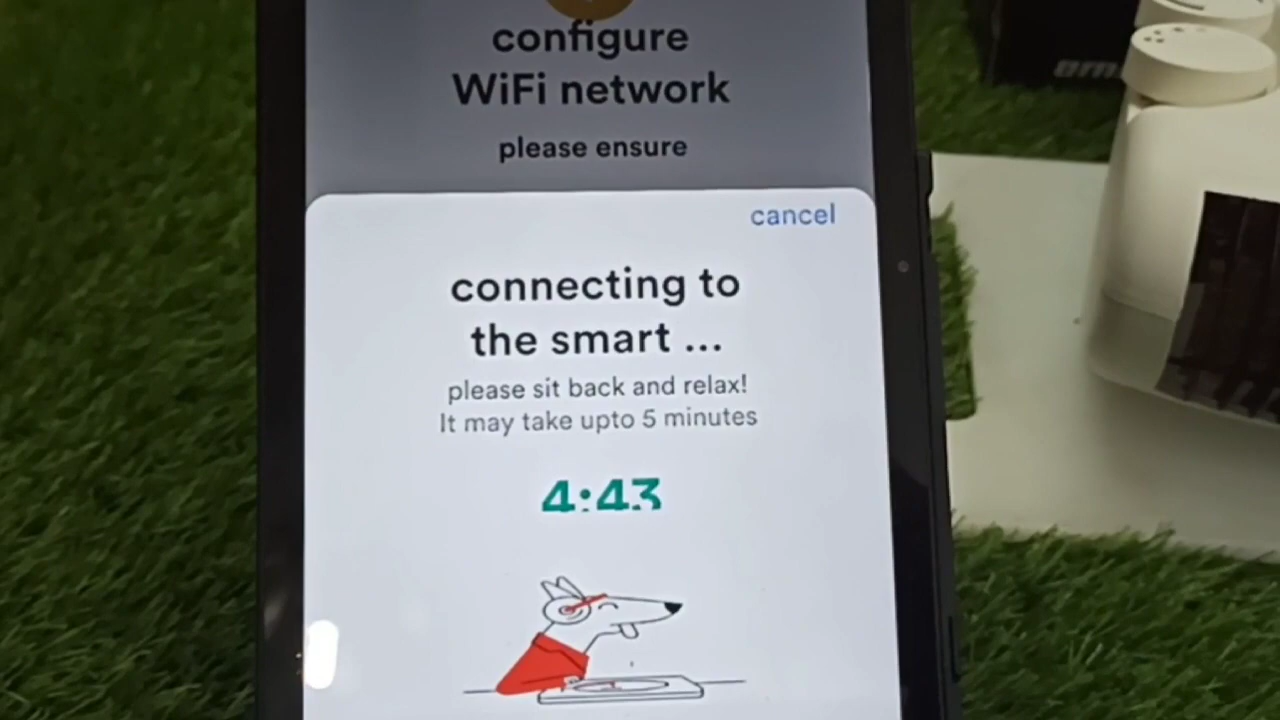 configure
WiFi network
please ensure
cancel
connecting to
the smart ...
please sit back and relax!
It may take upto 5 minutes
4:43